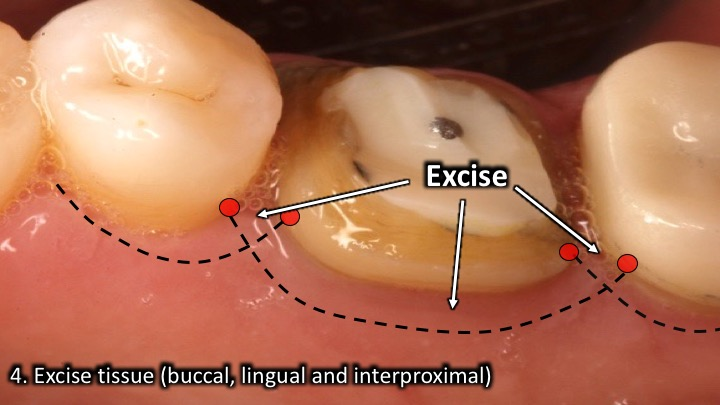 Excise
4. Excise tissue (buccal, lingual and interproximal)